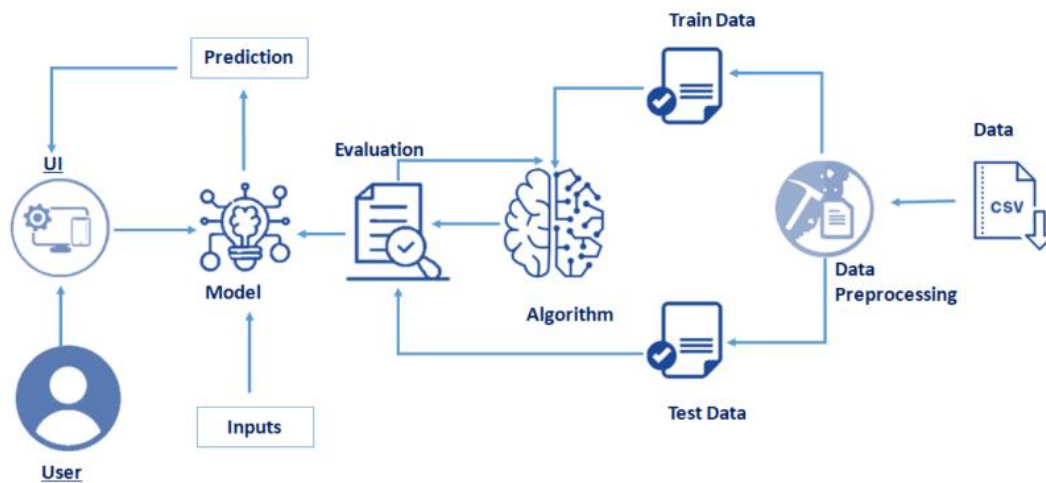 Train Data
Prediction
Data
Evaluation
UI
CSV
Model
Data
Preprocessing
Algorithm
Test Data
Inputs
User